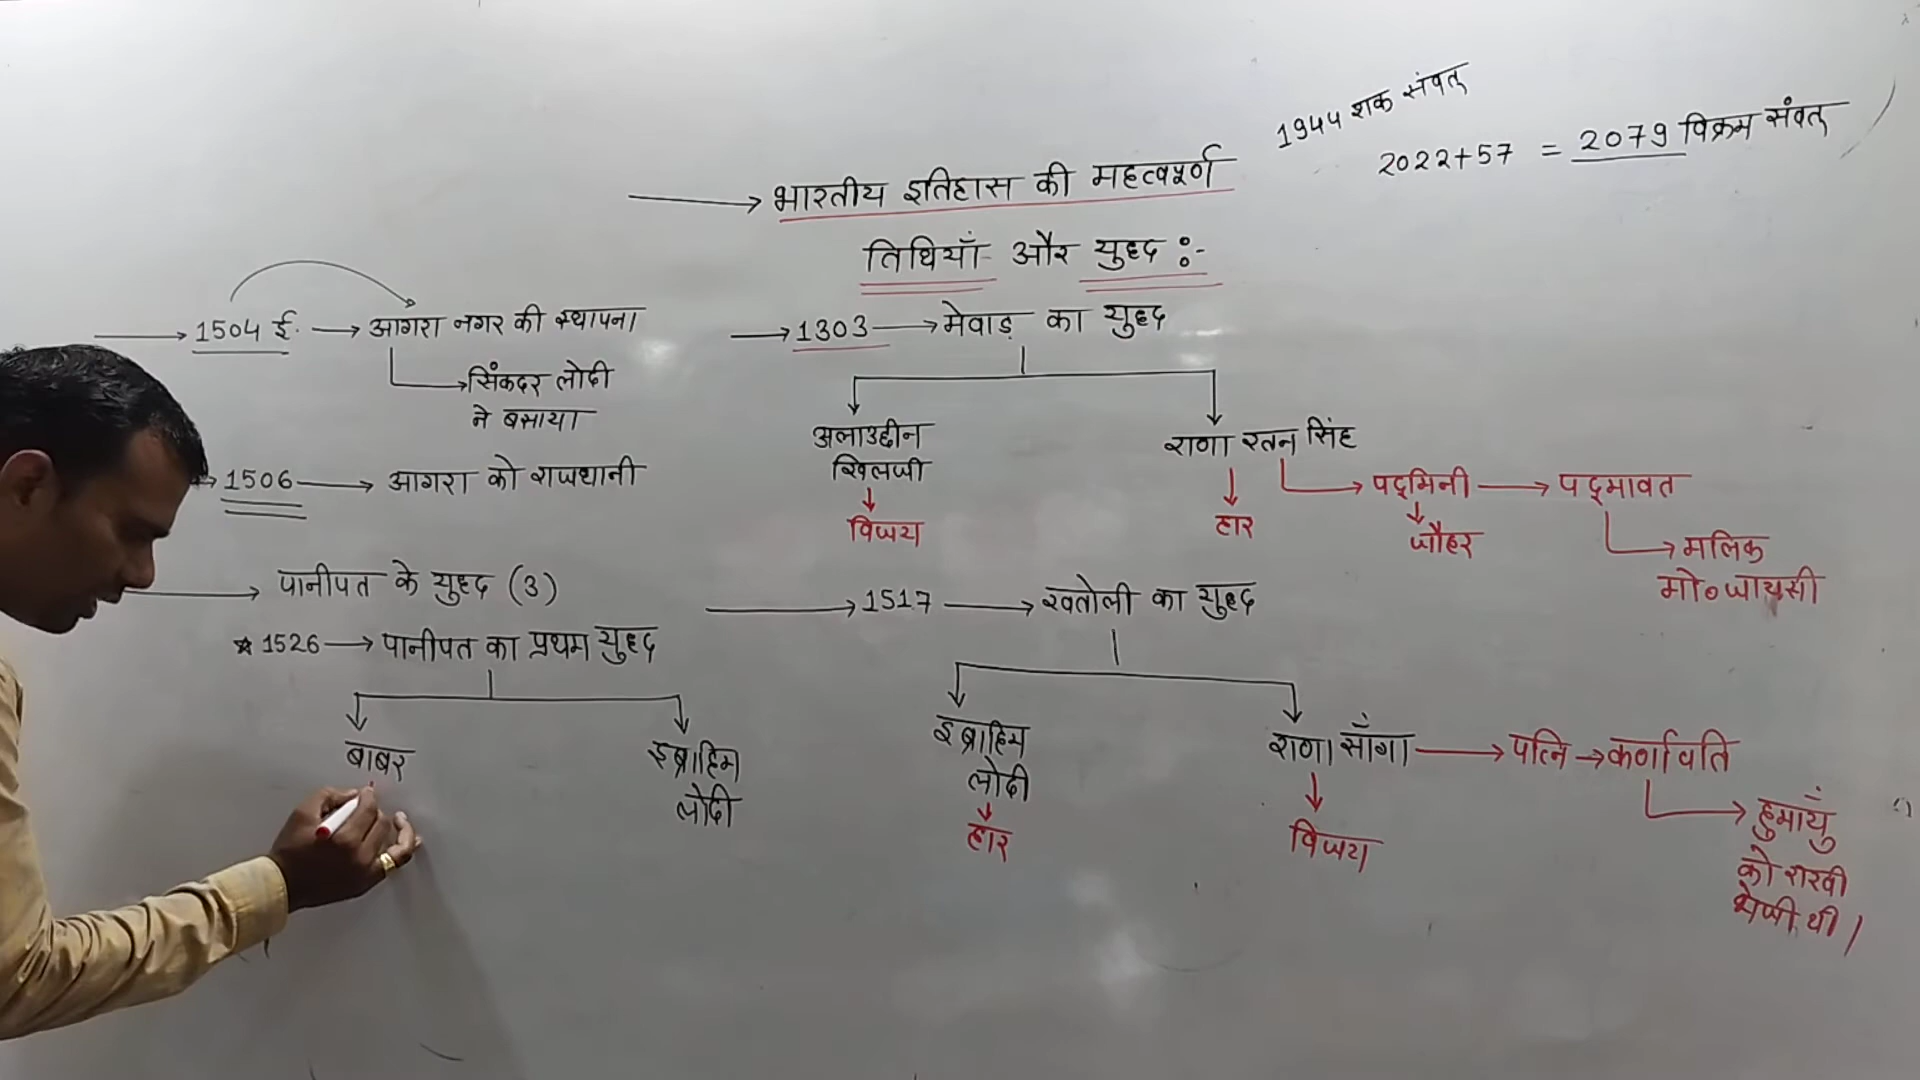 1944 शक संवत्
2022+57 = 2079 विक्रम संवत्
भारतीय इतिहास की महत्वपूर्ण
तिथियाँ और युद्ध :-
1504 ई. → आगरा नगर की स्थापना
सिंकदर लोदी
ने बसाया
1506 → आगरा को राजधानी
पानीपत के युद्ध (3)
★ 1526 → पानीपत का प्रथम युद्ध
बाबर
इब्राहिम
लोदी
1303 → मेवाड़ का युद्ध
अलाउद्दीन
खिलजी
विजय
राणा रतन सिंह
हार
पद्मिनी → पद्मावत
जौहर
मलिक
मो॰ जायसी
1517 → खतोली का युद्ध
इब्राहिम
लोदी
हार
राणा साँगा → पत्नि → कर्णावति
विजय
हुमायुँ
को राखी
भेजी थी।